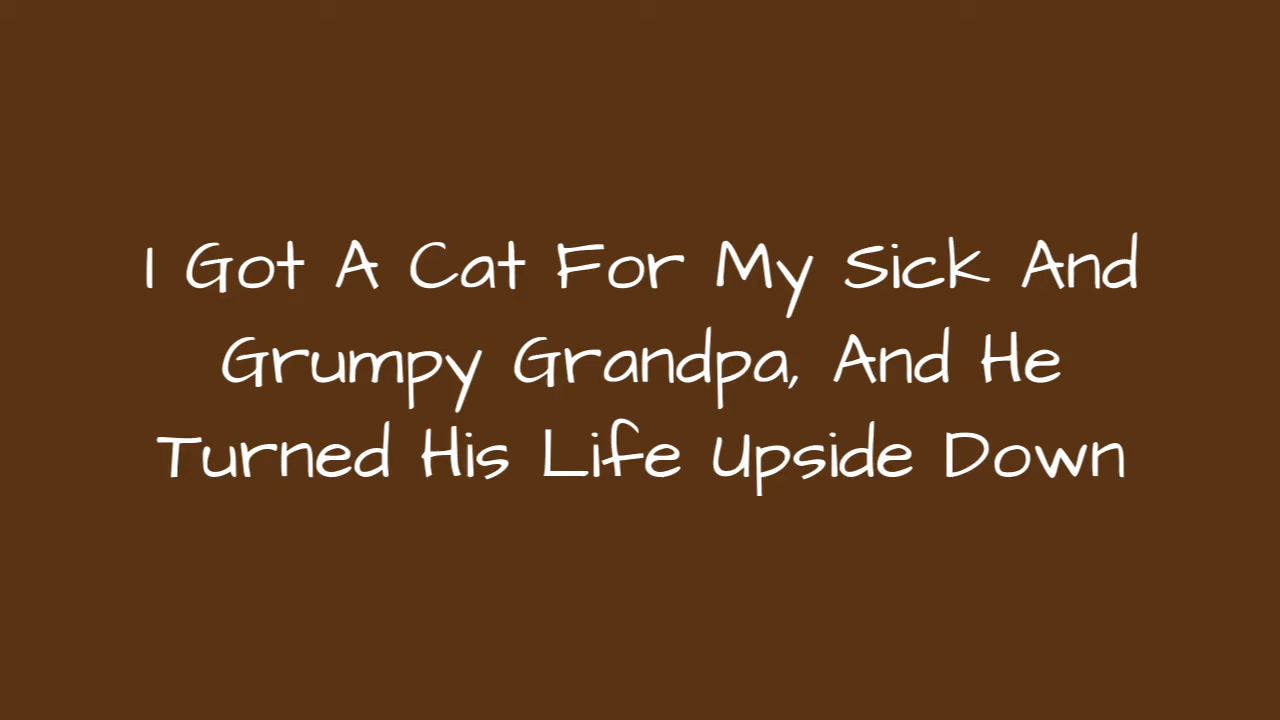 I Got A Cat For My Sick And
Grumpy Grandpa, And He
Turned His Life Upside Down